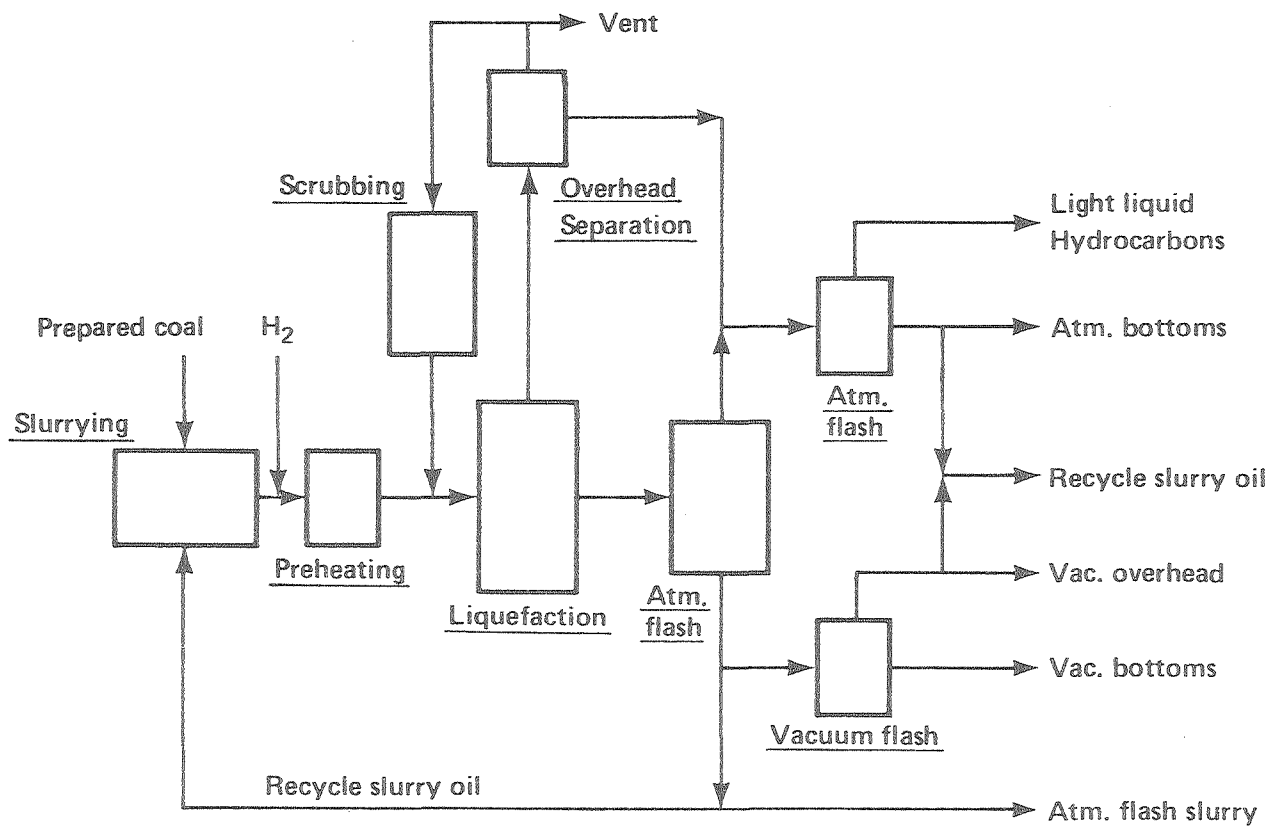 Vent
Scrubbing
Overhead
Separation
Light liquid
Hydrocarbons
Prepared coal
H2
Atm. bottoms
Slurrying
Atm.
flash
Recycle slurry oil
Preheating
Liquefaction
Atm.
flash
Vac. overhead
Vac. bottoms
Vacuum flash
Recycle slurry oil
Atm. flash slurry